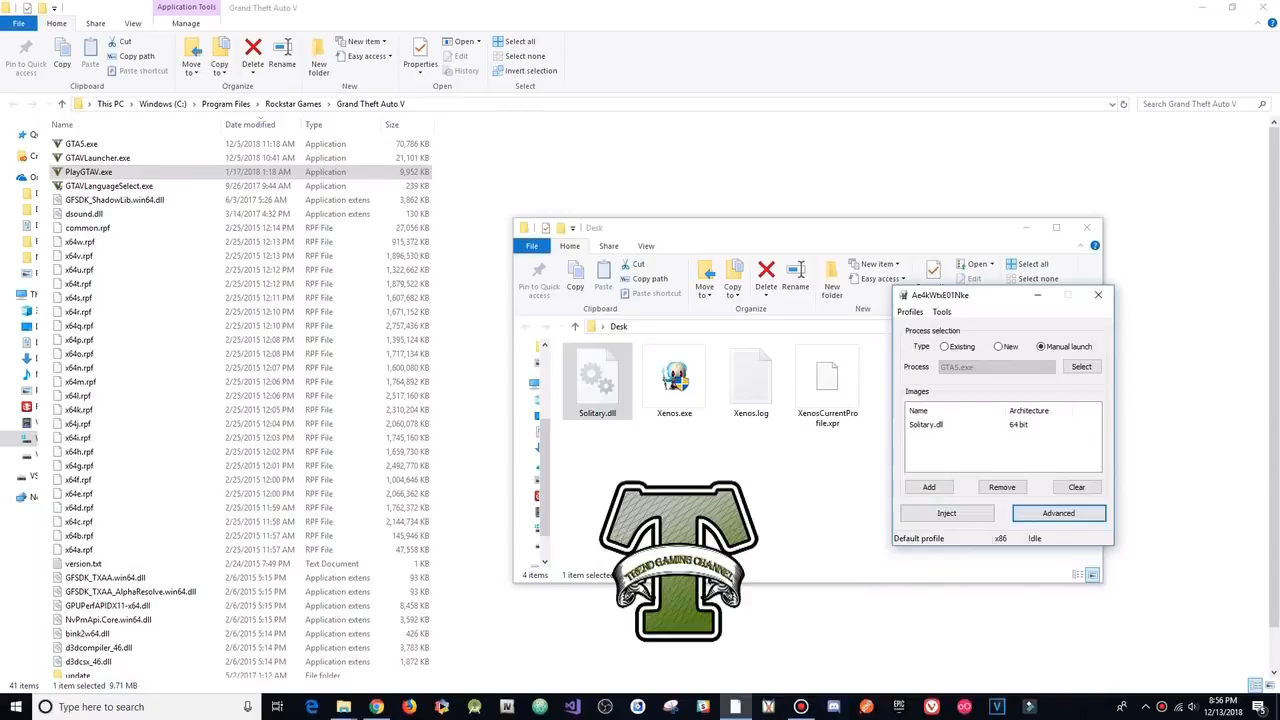 Application Tools Grand Theft Auto V
File Home Share View Manage
Pin to Quick access
Copy
Paste
Cut
Copy path
Paste shortcut
Clipboard
Move to
Copy to
Delete
Rename
Organize
New folder
New item
Easy access
New
Properties
Open
Edit
History
Open
Select all
Select none
Invert selection
Select
This PC > Windows (C:) > Program Files > Rockstar Games > Grand Theft Auto V
Search Grand Theft Auto V
Name Date modified Type Size
GTA5.exe 12/5/2018 11:18 AM Application 70,786 KB
GTAVLauncher.exe 12/5/2018 10:41 AM Application 21,101 KB
PlayGTAV.exe 1/17/2018 1:18 AM Application 9,952 KB
GTAVLanguageSelect.exe 9/26/2017 9:44 AM Application 239 KB
GFSDK_ShadowLib.win64.dll 6/3/2017 5:26 AM Application extens 3,862 KB
dsound.dll 3/14/2017 4:32 PM Application extens 130 KB
common.rpf 2/25/2015 12:14 PM RPF File 27,056 KB
x64w.rpf 2/25/2015 12:13 PM RPF File 915,372 KB
x64v.rpf 2/25/2015 12:13 PM RPF File 1,896,530 KB
x64u.rpf 2/25/2015 12:12 PM RPF File 1,322,662 KB
x64t.rpf 2/25/2015 12:12 PM RPF File 1,879,522 KB
x64s.rpf 2/25/2015 12:11 PM RPF File 1,607,682 KB
x64r.rpf 2/25/2015 12:11 PM RPF File 1,671,152 KB
x64q.rpf 2/25/2015 12:10 PM RPF File 2,757,436 KB
x64p.rpf 2/25/2015 12:08 PM RPF File 1,395,124 KB
x64o.rpf 2/25/2015 12:08 PM RPF File 1,717,134 KB
x64n.rpf 2/25/2015 12:07 PM RPF File 1,600,080 KB
x64m.rpf 2/25/2015 12:07 PM RPF File 1,764,892 KB
x64l.rpf 2/25/2015 12:06 PM RPF File 2,517,160 KB
x64k.rpf 2/25/2015 12:05 PM RPF File 2,210,204 KB
x64j.rpf 2/25/2015 12:04 PM RPF File 2,060,078 KB
x64i.rpf 2/25/2015 12:03 PM RPF File 1,745,160 KB
x64h.rpf 2/25/2015 12:02 PM RPF File 1,659,730 KB
x64g.rpf 2/25/2015 12:01 PM RPF File 2,492,770 KB
x64f.rpf 2/25/2015 12:00 PM RPF File 1,004,646 KB
x64e.rpf 2/25/2015 12:00 PM RPF File 2,066,362 KB
x64d.rpf 2/25/2015 11:59 AM RPF File 1,762,372 KB
x64c.rpf 2/25/2015 11:58 AM RPF File 2,144,734 KB
x64b.rpf 2/25/2015 11:57 AM RPF File 145,946 KB
x64a.rpf 2/25/2015 11:57 AM RPF File 47,558 KB
version.txt 2/24/2015 7:49 PM Text Document 1 KB
GFSDK_TXAA.win64.dll 2/6/2015 5:15 PM Application extens 93 KB
GFSDK_TXAA_AlphaResolve.win64.dll 2/6/2015 5:15 PM Application extens 93 KB
GPUPerfAPIDX11-x64.dll 2/6/2015 5:15 PM Application extens 8,458 KB
NvPmApi.Core.win64.dll 2/6/2015 5:15 PM Application extens 3,592 KB
bink2w64.dll 2/6/2015 5:14 PM Application extens 426 KB
d3dcompiler_46.dll 2/6/2015 5:14 PM Application extens 3,783 KB
d3dcsx_46.dll 2/6/2015 5:14 PM Application extens 1,872 KB
update 5/2/2017 1:12 AM File folder
41 items 1 item selected 9.71 MB
Desk
File Home Share View
Pin to Quick access
Copy
Paste
Cut
Copy path
Paste shortcut
Clipboard
Move to
Copy to
Delete
Rename
Organize
New folder
New item
Easy access
New
Open
Edit
Select all
Select none
Desk
Solitary.dll
Xenos.exe
Xenos.log
XenosCurrentProfile.xpr
4 items 1 item selected
Ae4kWtxE01Nke
Profiles Tools
Process selection
Type Existing New Manual launch
Process GTA5.exe Select
Images
Name Architecture
Solitary.dll 64 bit
Add Remove Clear
Inject Advanced
Default profile x86 Idle
T
TREND GAMING CHANNEL
Type here to search
8:56 PM
12/13/2018